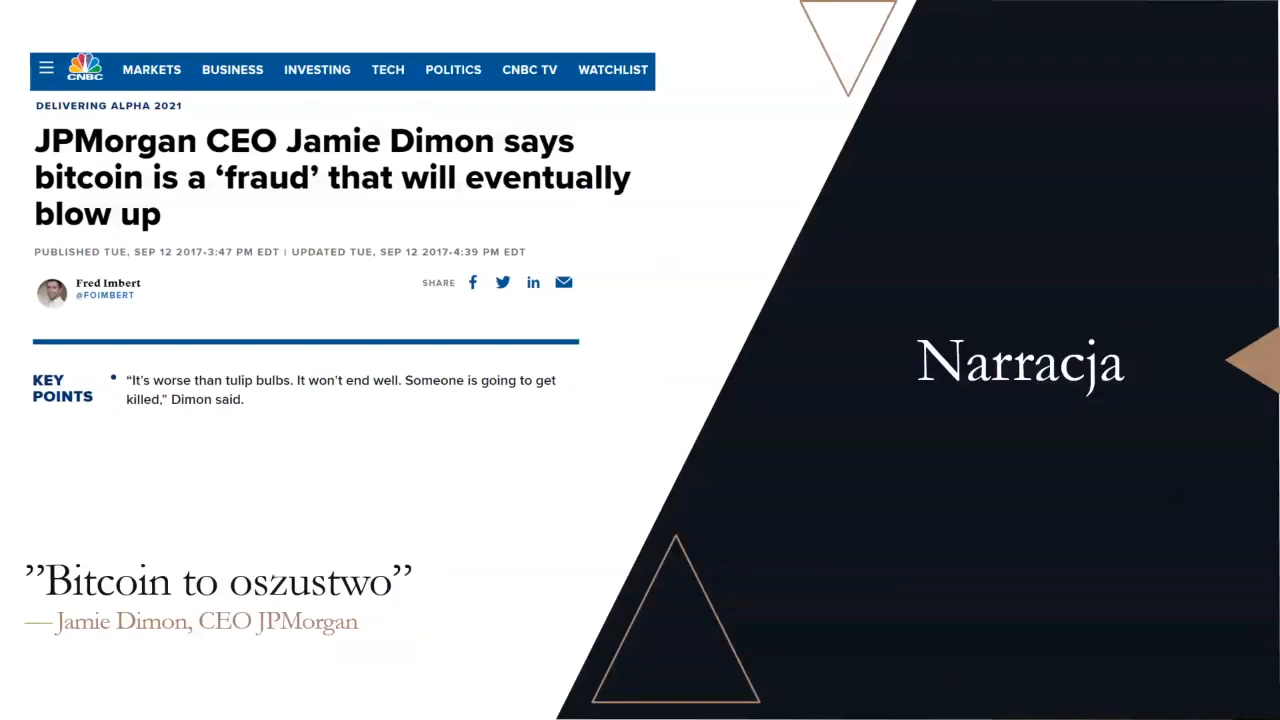 CNBC MARKETS BUSINESS INVESTING TECH POLITICS CNBC TV WATCHLIST
DELIVERING ALPHA 2021
JPMorgan CEO Jamie Dimon says
bitcoin is a ‘fraud’ that will eventually
blow up
PUBLISHED TUE, SEP 12 2017•3:47 PM EDT | UPDATED TUE, SEP 12 2017•4:39 PM EDT
Fred Imbert
@FOIMBERT
SHARE
KEY
POINTS
• “It’s worse than tulip bulbs. It won’t end well. Someone is going to get
killed,” Dimon said.
Narracja
”Bitcoin to oszustwo”
— Jamie Dimon, CEO JPMorgan